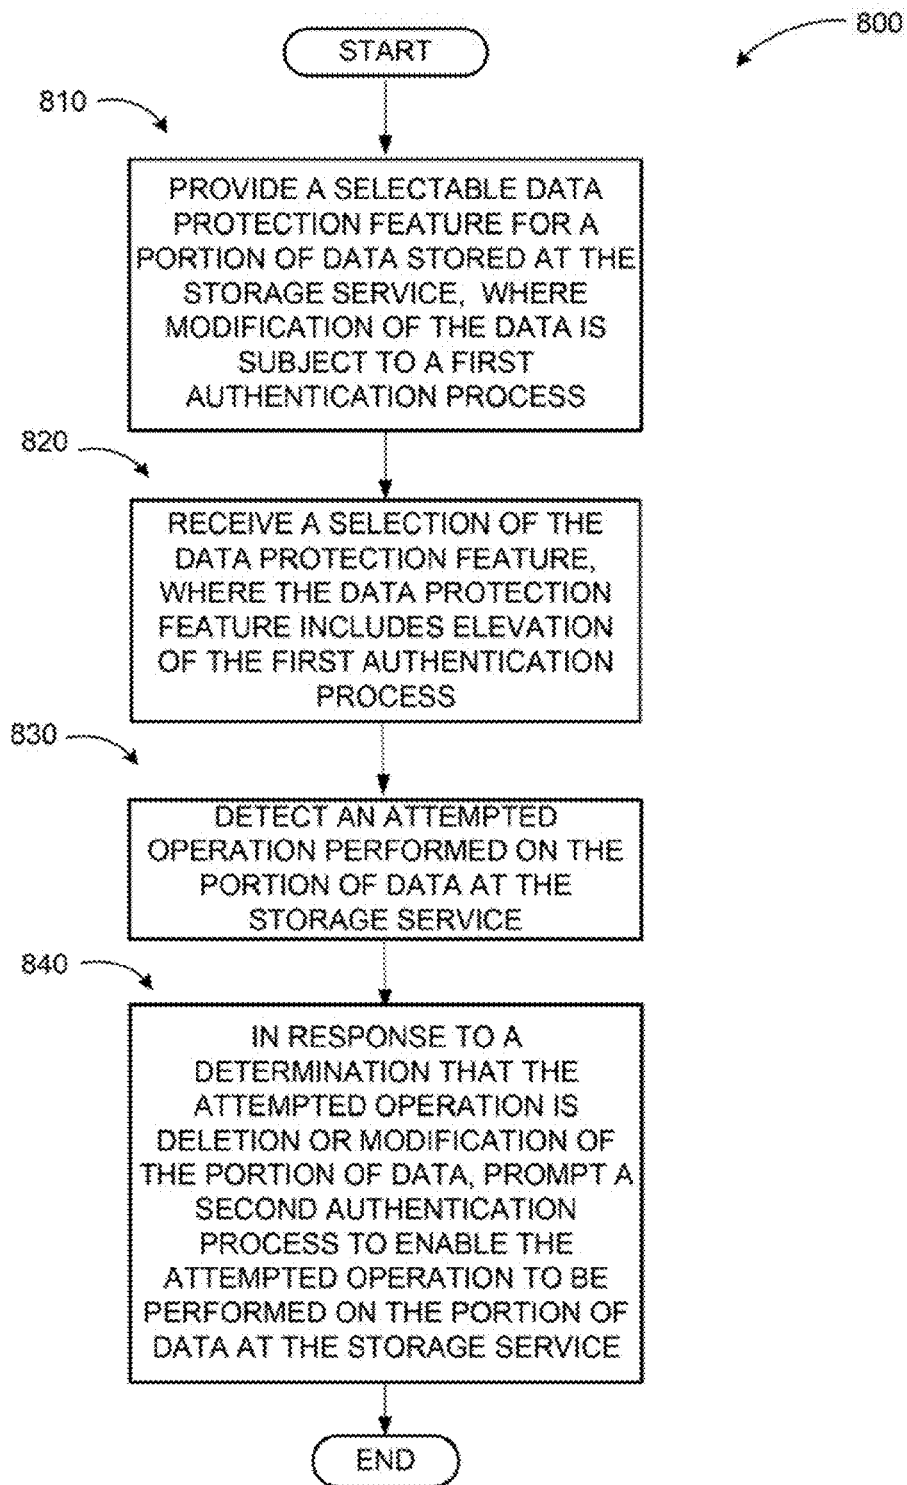 800
START
810
PROVIDE A SELECTABLE DATA
PROTECTION FEATURE FOR A
PORTION OF DATA STORED AT THE
STORAGE SERVICE, WHERE
MODIFICATION OF THE DATA IS
SUBJECT TO A FIRST
AUTHENTICATION PROCESS
820
RECEIVE A SELECTION OF THE
DATA PROTECTION FEATURE,
WHERE THE DATA PROTECTION
FEATURE INCLUDES ELEVATION
OF THE FIRST AUTHENTICATION
PROCESS
830
DETECT AN ATTEMPTED
OPERATION PERFORMED ON THE
PORTION OF DATA AT THE
STORAGE SERVICE
840
IN RESPONSE TO A
DETERMINATION THAT THE
ATTEMPTED OPERATION IS
DELETION OR MODIFICATION OF
THE PORTION OF DATA, PROMPT A
SECOND AUTHENTICATION
PROCESS TO ENABLE THE
ATTEMPTED OPERATION TO BE
PERFORMED ON THE PORTION OF
DATA AT THE STORAGE SERVICE
END